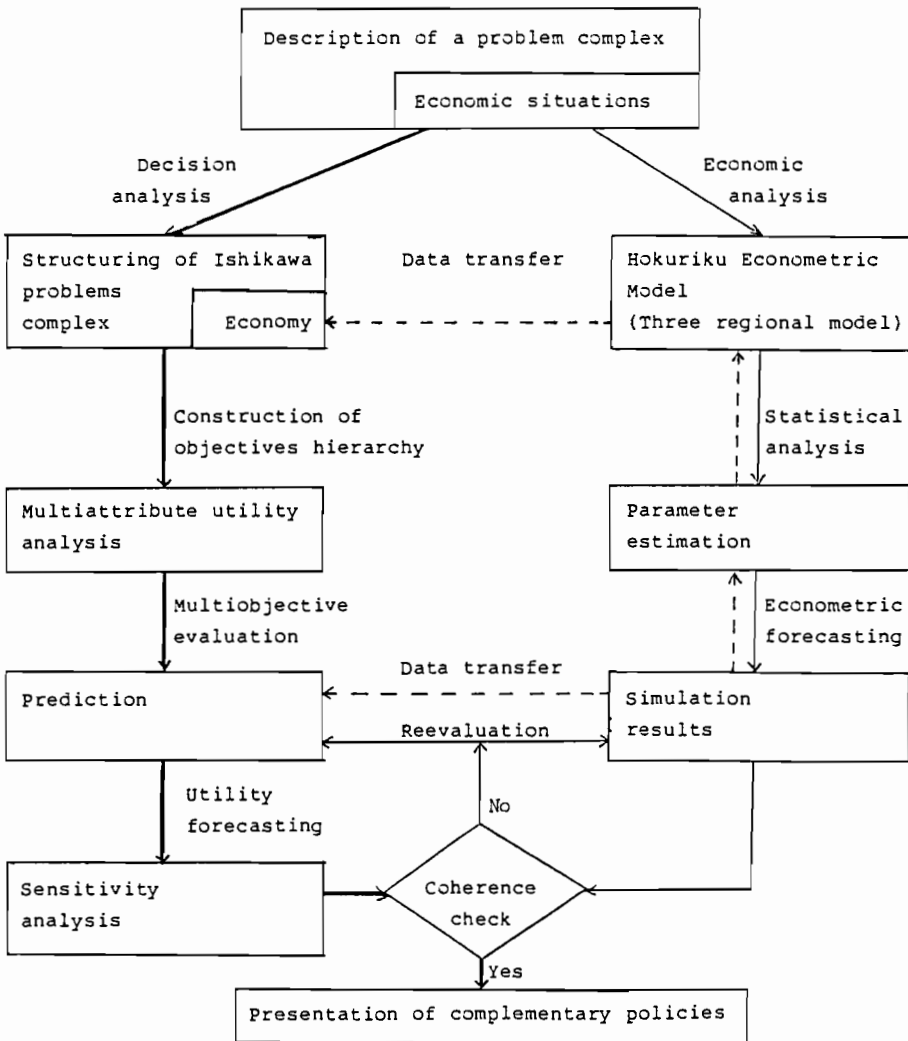 Description of a problem complex
Economic situations
Decision
analysis
Economic
analysis
Structuring of Ishikawa
problems
complex
Economy
Data transfer
Hokuriku Econometric
Model
(Three regional model)
Construction of
objectives hierarchy
Statistical
analysis
Multiattribute utility
analysis
Parameter
estimation
Multiobjective
evaluation
Econometric
forecasting
Data transfer
Prediction
Simulation
results
Reevaluation
Utility
forecasting
No
Sensitivity
analysis
Coherence
check
Yes
Presentation of complementary policies